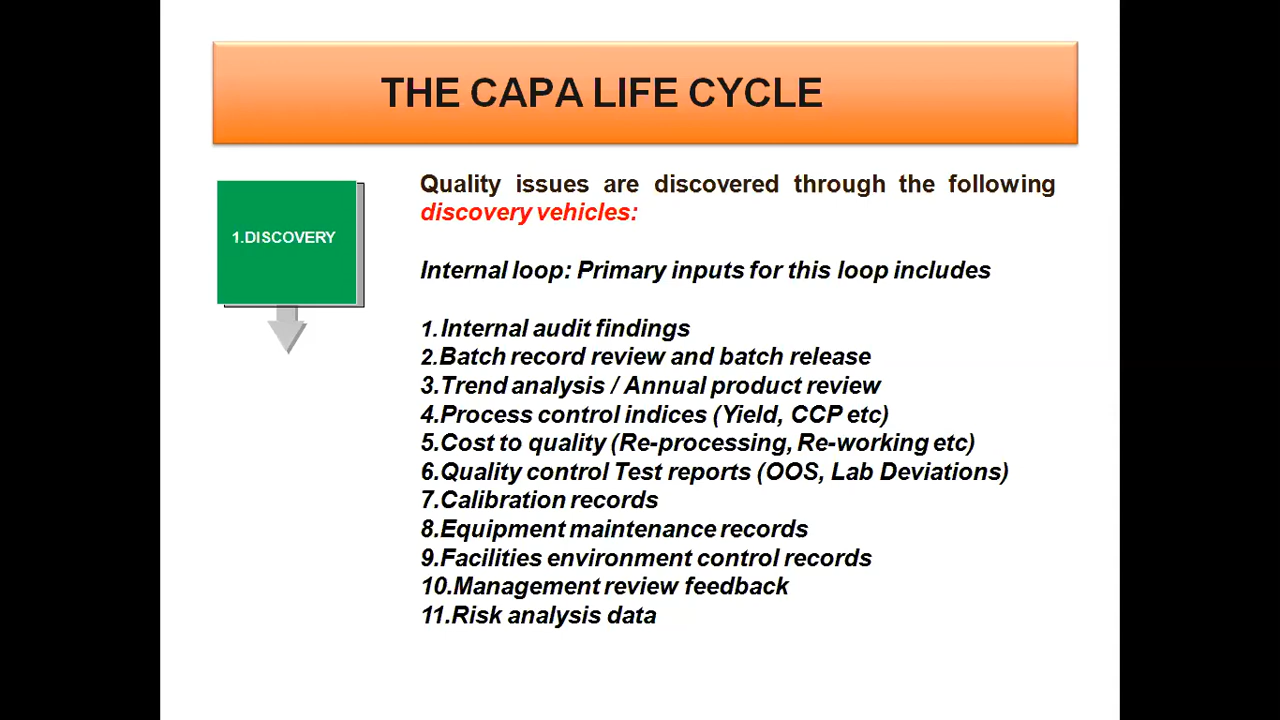 THE CAPA LIFE CYCLE
1.DISCOVERY
Quality issues are discovered through the following
discovery vehicles:
Internal loop: Primary inputs for this loop includes
1.Internal audit findings
2.Batch record review and batch release
3.Trend analysis / Annual product review
4.Process control indices (Yield, CCP etc)
5.Cost to quality (Re-processing, Re-working etc)
6.Quality control Test reports (OOS, Lab Deviations)
7.Calibration records
8.Equipment maintenance records
9.Facilities environment control records
10.Management review feedback
11.Risk analysis data